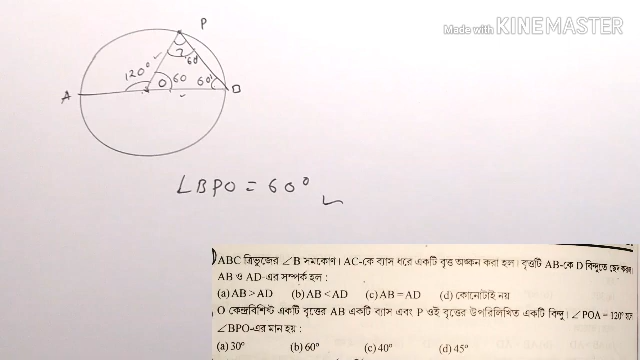 Made with KINEMASTER
P
?
60
120°
O
60
60°
A
B
∠BPO = 60°
ABC ত্রিভুজের ∠B সমকোণ। AC-কে ব্যাস ধরে একটি বৃত্ত অঙ্কন করা হল। বৃত্তটি AB-কে D বিন্দুতে ছেদ করল।
AB ও AD-এর সম্পর্ক হল :
(a) AB > AD (b) AB < AD (c) AB = AD (d) কোনোটাই নয়
O কেন্দ্রবিশিষ্ট একটি বৃত্তের AB একটি ব্যাস এবং P ওই বৃত্তের উপরিলিখিত একটি বিন্দু। ∠POA = 120° হলে
∠BPO-এর মান হয় :
(a) 30° (b) 60° (c) 40° (d) 45°